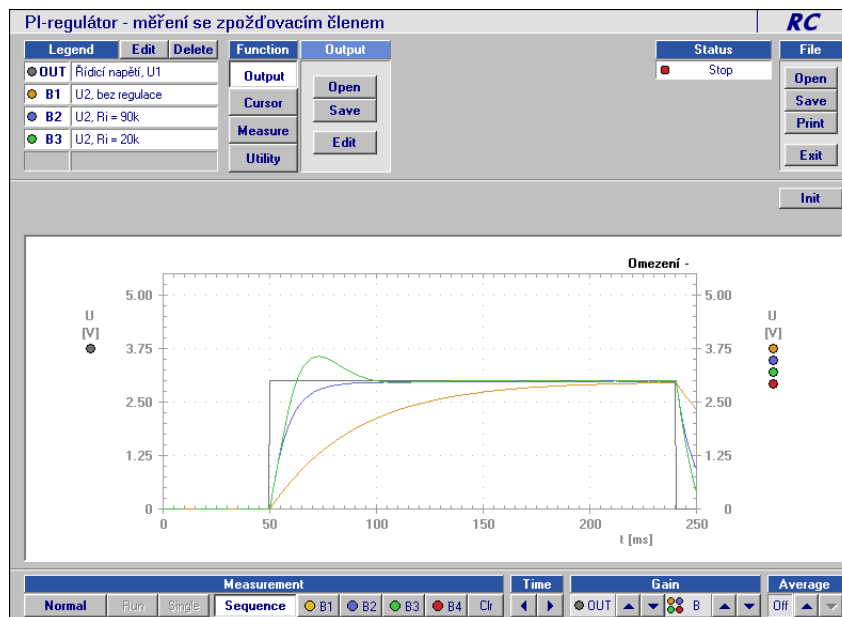 PI-regulátor - měření se zpožďovacím členem
RC
Legend Edit Delete
OUT Řídicí napětí, U1
B1 U2, bez regulace
B2 U2, Ri = 90k
B3 U2, Ri = 20k
Function
Output
Cursor
Measure
Utility
Output
Open
Save
Edit
Status
Stop
File
Open
Save
Print
Exit
Init
Omezení -
U
[V]
5.00
3.75
2.50
1.25
0
0 50 100 150 200 250
t [ms]
5.00
3.75
2.50
1.25
0
U
[V]
Measurement
Normal Run Single Sequence B1 B2 B3 B4 Clr
Time
Gain
OUT B
Average
Off